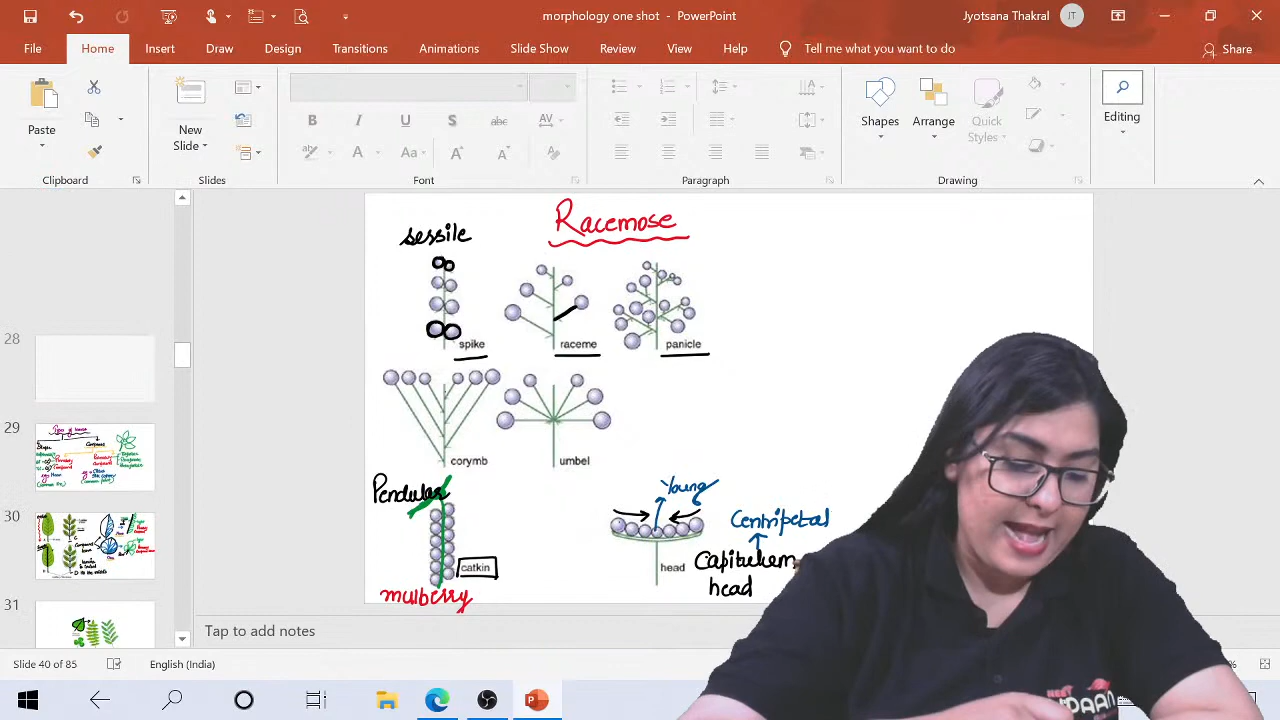 morphology one shot - PowerPoint
Jyotsana Thakral
JT
File
Home
Insert
Draw
Design
Transitions
Animations
Slide Show
Review
View
Help
Tell me what you want to do
Share
Paste
New
Slide
Shapes
Arrange
Quick
Styles
Editing
Clipboard
Slides
Font
Paragraph
Drawing
Racemose
sessile
spike
raceme
panicle
corymb
umbel
Pendulas
catkin
mulberry
Young
Centripetal
head
Capitulum
head
28
29
30
31
Tap to add notes
Slide 40 of 85
English (India)